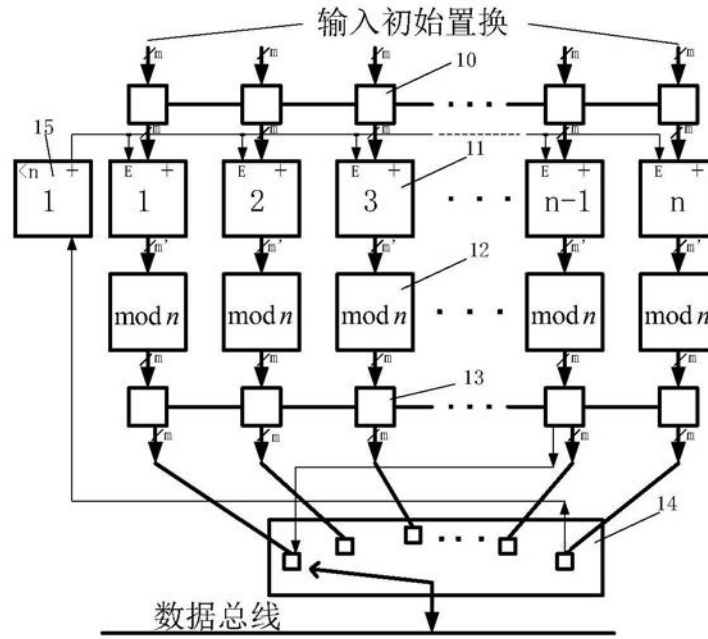 输入初始置换
m m m m m
10
m m m m m
15
11
<n + E + E + E + E + E +
1 1 2 3 · · · n-1 n
m' m' m' m' m'
12
mod n mod n mod n · · · mod n mod n
m m m m m
13
m m m m m
14
数据总线